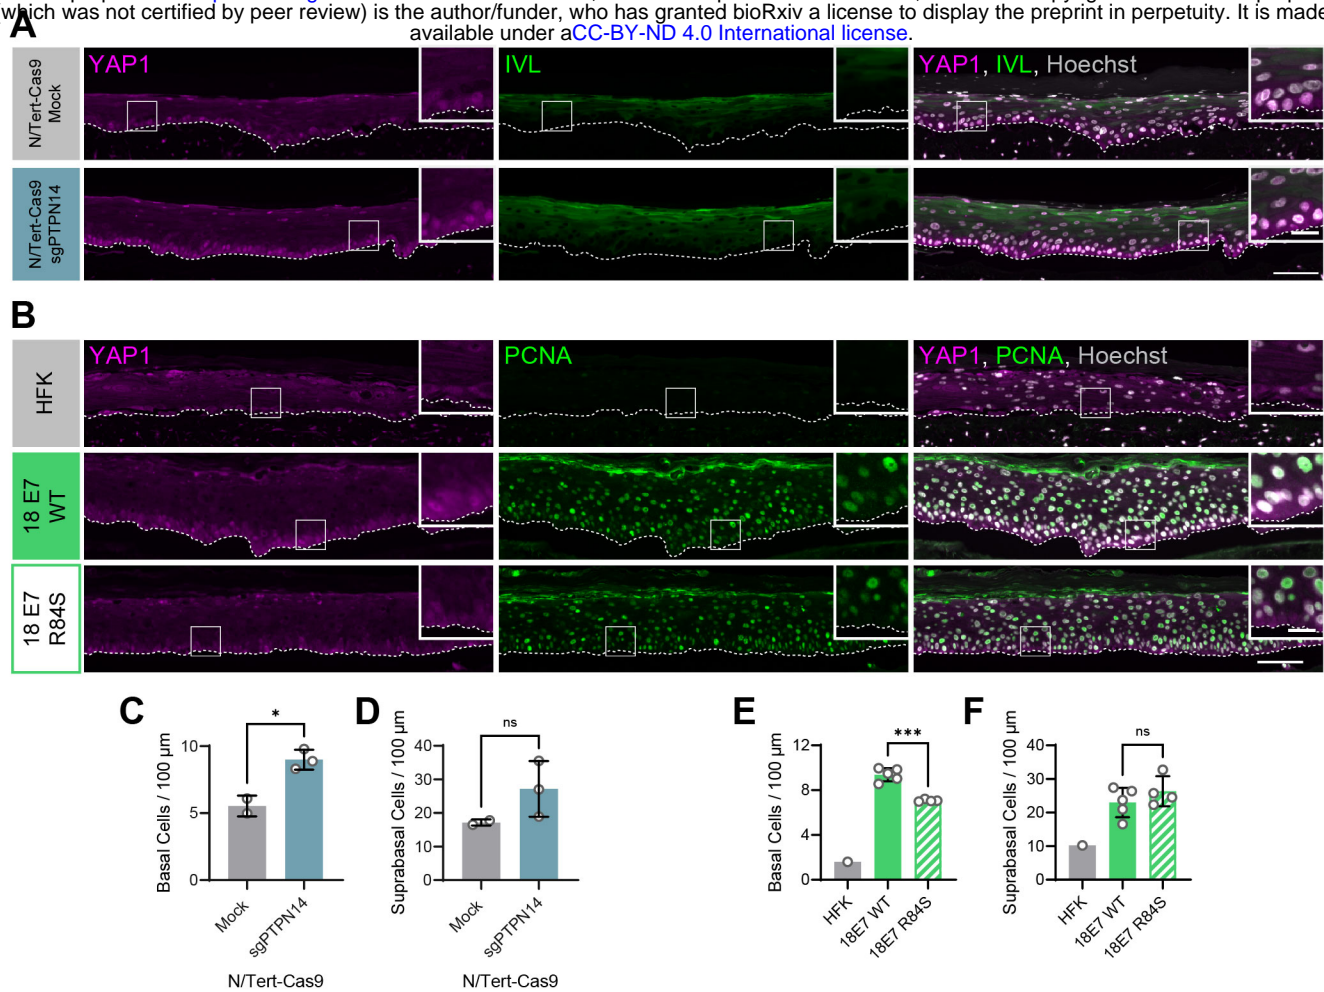 (which was not certified by peer review) is the author/funder, who has granted bioRxiv a license to display the preprint in perpetuity. It is made
available under aCC-BY-ND 4.0 International license.
A
N/Tert-Cas9
Mock
YAP1
IVL
YAP1, IVL, Hoechst
N/Tert-Cas9
sgPTPN14
B
HFK
YAP1
PCNA
YAP1, PCNA, Hoechst
18 E7
WT
18 E7
R84S
C
Basal Cells / 100 μm
10
5
0
*
Mock
sgPTPN14
N/Tert-Cas9
D
Suprabasal Cells / 100 μm
40
30
20
10
0
ns
Mock
sgPTPN14
N/Tert-Cas9
E
Basal Cells / 100 μm
12
8
4
0
***
HFK
18E7 WT
18E7 R84S
F
Suprabasal Cells / 100 μm
40
30
20
10
0
ns
HFK
18E7 WT
18E7 R84S